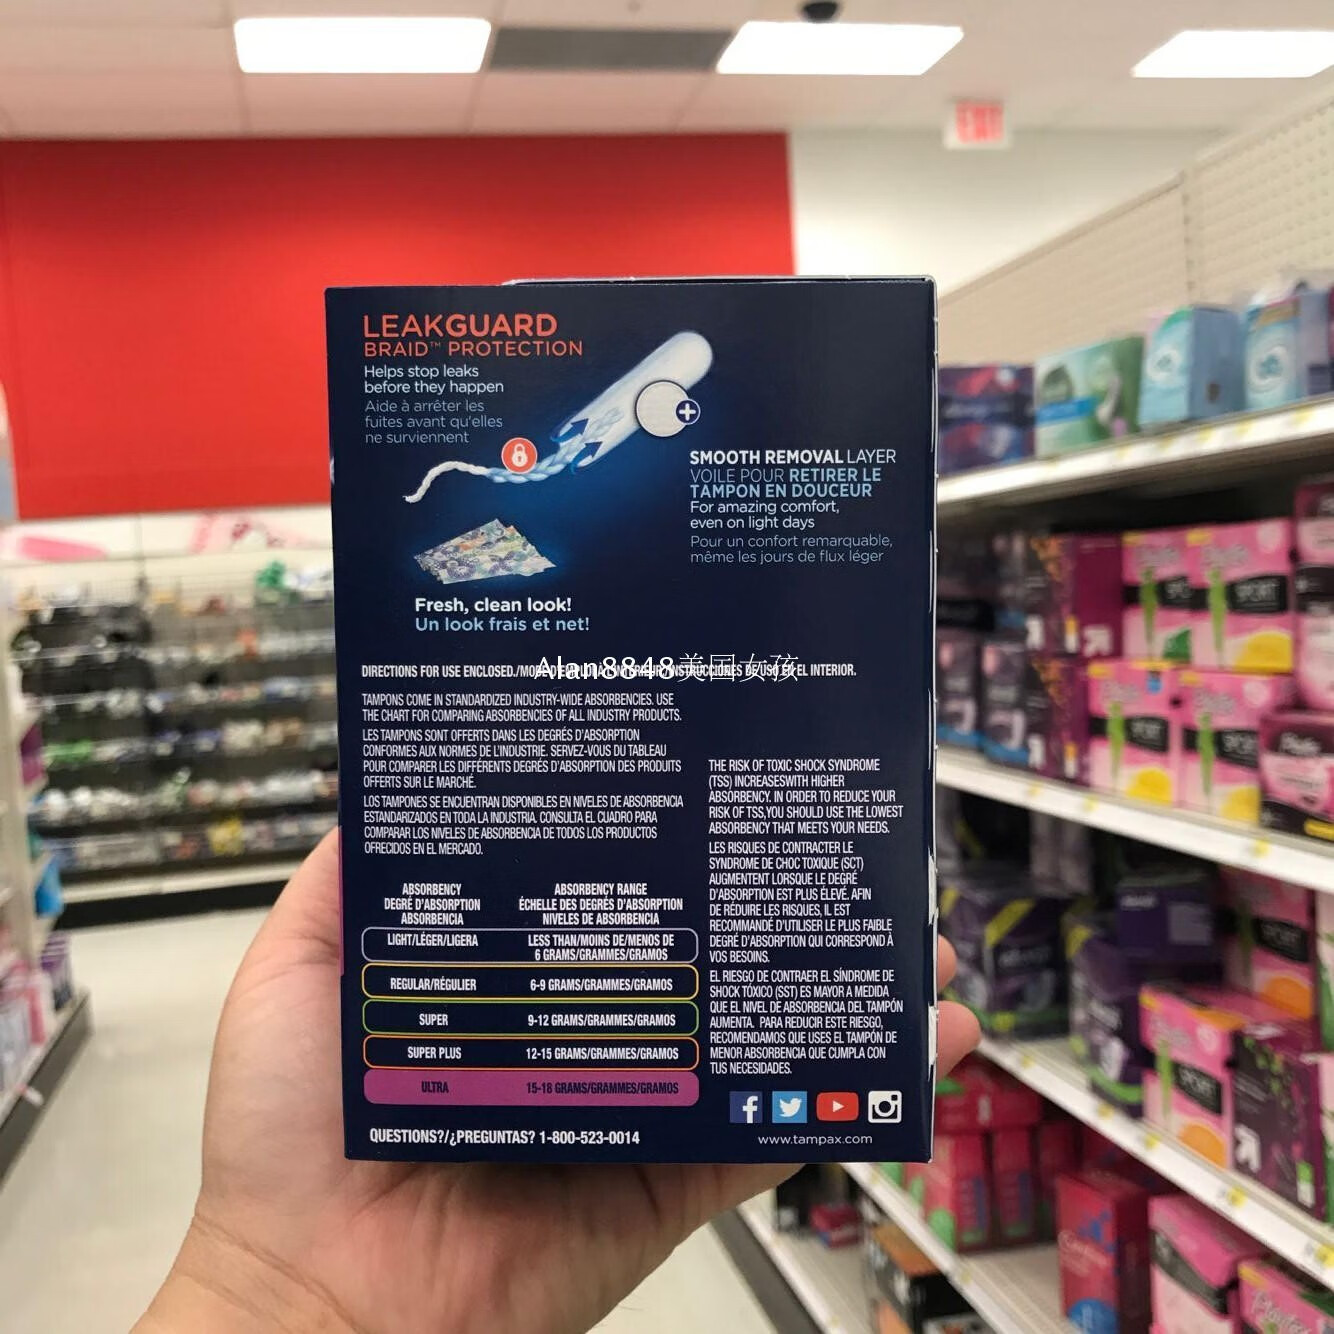 EXIT
LEAKGUARD
BRAID™ PROTECTION
Helps stop leaks
before they happen
Aide à arrêter les
fuites avant qu'elles
ne surviennent
SMOOTH REMOVAL LAYER
VOILE POUR RETIRER LE
TAMPON EN DOUCEUR
For amazing comfort,
even on light days
Pour un confort remarquable,
même les jours de flux léger
Fresh, clean look!
Un look frais et net!
Alan8848美国女孩
DIRECTIONS FOR USE ENCLOSED./MODE D'EMPLOI À L'INTÉRIEUR./INSTRUCCIONES DE USO EN EL INTERIOR.
TAMPONS COME IN STANDARDIZED INDUSTRY-WIDE ABSORBENCIES. USE
THE CHART FOR COMPARING ABSORBENCIES OF ALL INDUSTRY PRODUCTS.
LES TAMPONS SONT OFFERTS DANS LES DEGRÉS D'ABSORPTION
CONFORMES AUX NORMES DE L'INDUSTRIE. SERVEZ-VOUS DU TABLEAU
POUR COMPARER LES DIFFÉRENTS DEGRÉS D'ABSORPTION DES PRODUITS
OFFERTS SUR LE MARCHÉ.
LOS TAMPONES SE ENCUENTRAN DISPONIBLES EN NIVELES DE ABSORBENCIA
ESTANDARIZADOS EN TODA LA INDUSTRIA. CONSULTA EL CUADRO PARA
COMPARAR LOS NIVELES DE ABSORBENCIA DE TODOS LOS PRODUCTOS
OFRECIDOS EN EL MERCADO.
ABSORBENCY
DEGRÉ D'ABSORPTION
ABSORBENCIA
ABSORBENCY RANGE
ÉCHELLE DES DEGRÉS D'ABSORPTION
NIVELES DE ABSORBENCIA
LIGHT/LÉGER/LIGERA
LESS THAN/MOINS DE/MENOS DE
6 GRAMS/GRAMMES/GRAMOS
REGULAR/RÉGULIER
6-9 GRAMS/GRAMMES/GRAMOS
SUPER
9-12 GRAMS/GRAMMES/GRAMOS
SUPER PLUS
12-15 GRAMS/GRAMMES/GRAMOS
ULTRA
15-18 GRAMS/GRAMMES/GRAMOS
THE RISK OF TOXIC SHOCK SYNDROME
(TSS) INCREASESWITH HIGHER
ABSORBENCY. IN ORDER TO REDUCE YOUR
RISK OF TSS,YOU SHOULD USE THE LOWEST
ABSORBENCY THAT MEETS YOUR NEEDS.
LES RISQUES DE CONTRACTER LE
SYNDROME DE CHOC TOXIQUE (SCT)
AUGMENTENT LORSQUE LE DEGRÉ
D'ABSORPTION EST PLUS ÉLEVÉ. AFIN
DE RÉDUIRE LES RISQUES, IL EST
RECOMMANDÉ D'UTILISER LE PLUS FAIBLE
DEGRÉ D'ABSORPTION QUI CORRESPOND À
VOS BESOINS.
EL RIESGO DE CONTRAER EL SÍNDROME DE
SHOCK TÓXICO (SST) ES MAYOR A MEDIDA
QUE EL NIVEL DE ABSORBENCIA DEL TAMPÓN
AUMENTA. PARA REDUCIR ESTE RIESGO,
RECOMENDAMOS QUE USES EL TAMPÓN DE
MENOR ABSORBENCIA QUE CUMPLA CON
TUS NECESIDADES.
QUESTIONS?/¿PREGUNTAS? 1-800-523-0014
www.tampax.com
SPORT